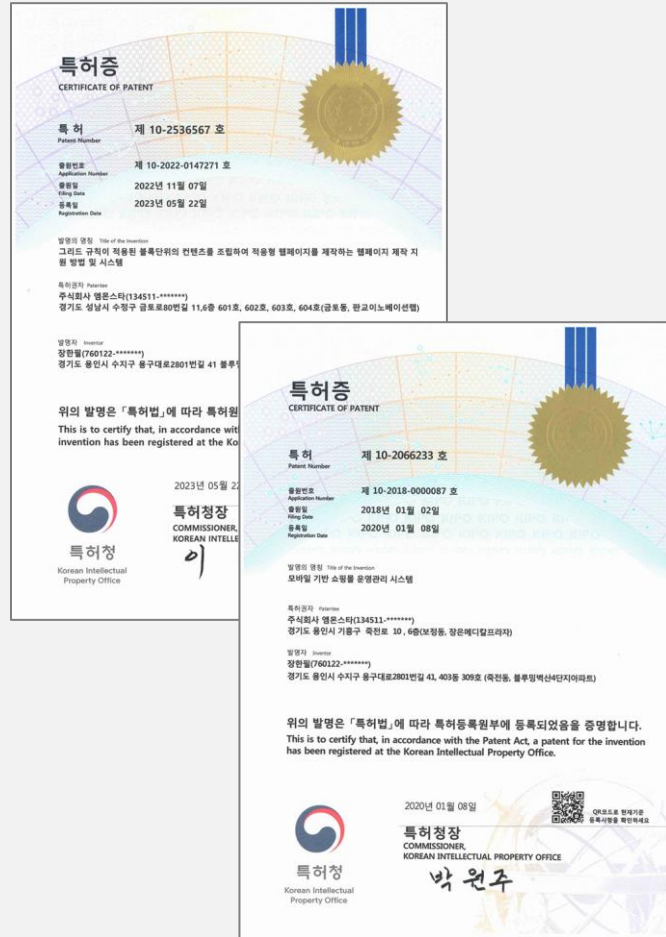 특허증
CERTIFICATE OF PATENT
특 허 제 10-2536567 호
Patent Number
출원번호 제 10-2022-0147271 호
Application Number
출원일 2022년 11월 07일
Filing Date
등록일 2023년 05월 22일
Registration Date
발명의 명칭 Title of the Invention
그리드 규칙이 적용된 블록단위의 컨텐츠를 조립하여 적응형 웹페이지를 제작하는 웹페이지 제작 지
원 방법 및 시스템
특허권자 Patentee
주식회사 엠몬스타(134511-*******)
경기도 성남시 수정구 금토로80번길 11,6층 601호, 602호, 603호, 604호(금토동, 판교이노베이션랩)
발명자 Inventor
장한필(760122-*******)
경기도 용인시 수지구 용구대로2801번길 41
위의 발명은 「특허법」에 따라 특허원
This is to certify that, in accordance
invention has been registered at the
2023년 05월
특허청장
COMMISSIONER,
KOREAN
특허청
Korean Intellectual
Property Office
특허증
CERTIFICATE OF PATENT
특 허 제 10-2066233 호
Patent Number
출원번호 제 10-2018-0000087 호
Application Number
출원일 2018년 01월 02일
Filing Date
등록일 2020년 01월 08일
Registration Date
발명의 명칭 Title of the Invention
모바일 기반 쇼핑몰 운영관리 시스템
특허권자 Patentee
주식회사 엠몬스타(134511-*******)
경기도 용인시 기흥구 죽전로 10 , 6층(보정동, 장은메디칼프라자)
발명자 Inventor
장한필(760122-*******)
경기도 용인시 수지구 용구대로2801번길 41, 403동 309호 (죽전동, 블루밍벽산4단지아파트)
위의 발명은 「특허법」에 따라 특허등록원부에 등록되었음을 증명합니다.
This is to certify that, in accordance with the Patent Act, a patent for the invention
has been registered at the Korean Intellectual Property Office.
2020년 01월 08일
QR코드로 현재기준
등록사항을 확인하세요
특허청장
COMMISSIONER,
KOREAN INTELLECTUAL PROPERTY OFFICE
박원주
특허청
Korean Intellectual
Property Office